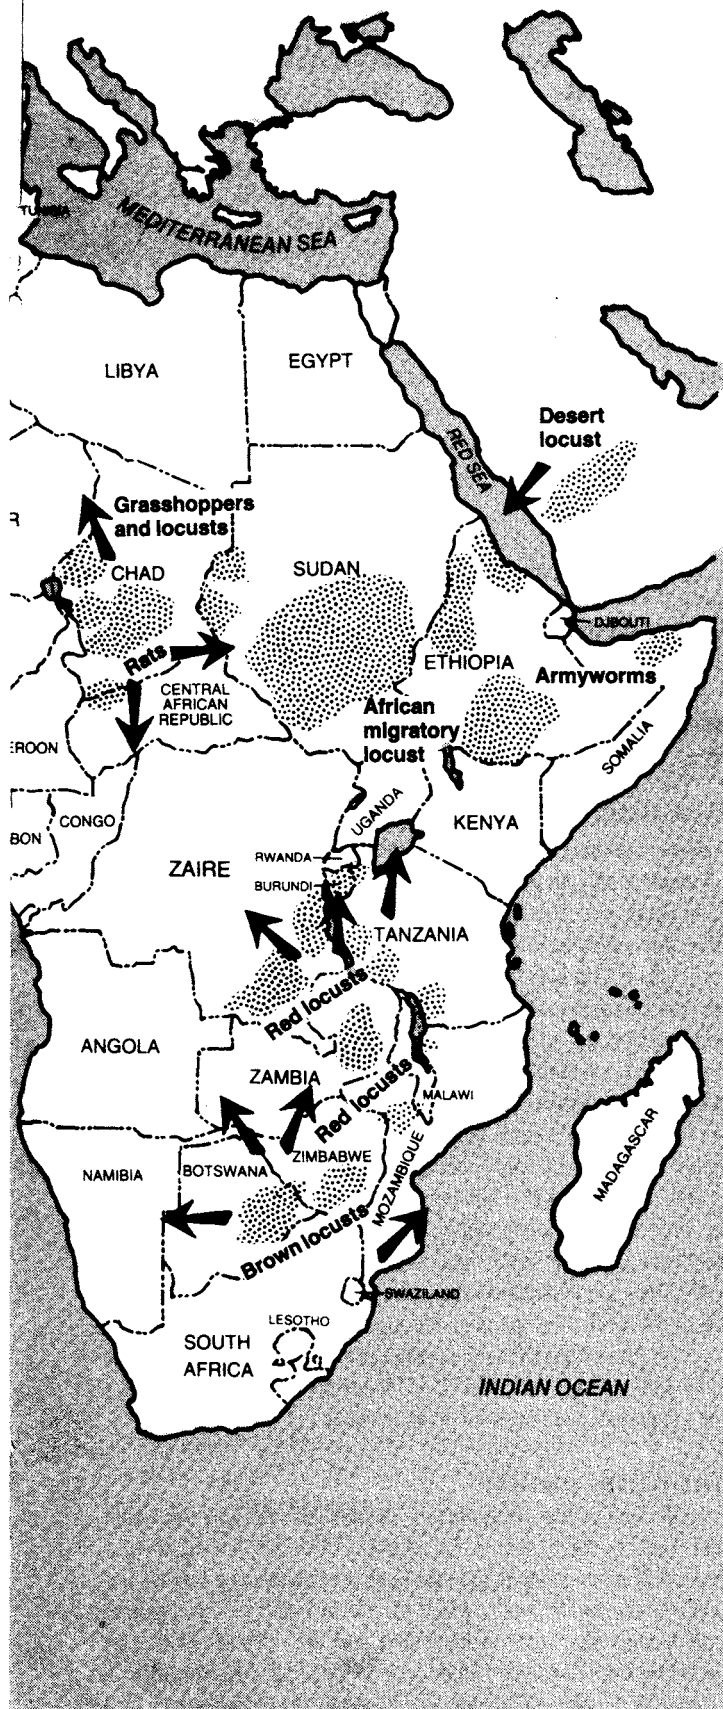 TUNISIA
MEDITERRANEAN SEA
LIBYA
EGYPT
Desert
locust
RED SEA
Grasshoppers
and locusts
R
CHAD
SUDAN
DJIBOUTI
Rats
ETHIOPIA
Armyworms
CENTRAL
AFRICAN
REPUBLIC
African
migratory
locust
SOMALIA
EROON
UGANDA
CONGO
KENYA
BON
RWANDA
ZAIRE
BURUNDI
TANZANIA
Red locusts
ANGOLA
ZAMBIA
Red locusts
MALAWI
MADAGASCAR
NAMIBIA
BOTSWANA
ZIMBABWE
MOZAMBIQUE
Brown locusts
SWAZILAND
LESOTHO
SOUTH
AFRICA
INDIAN OCEAN